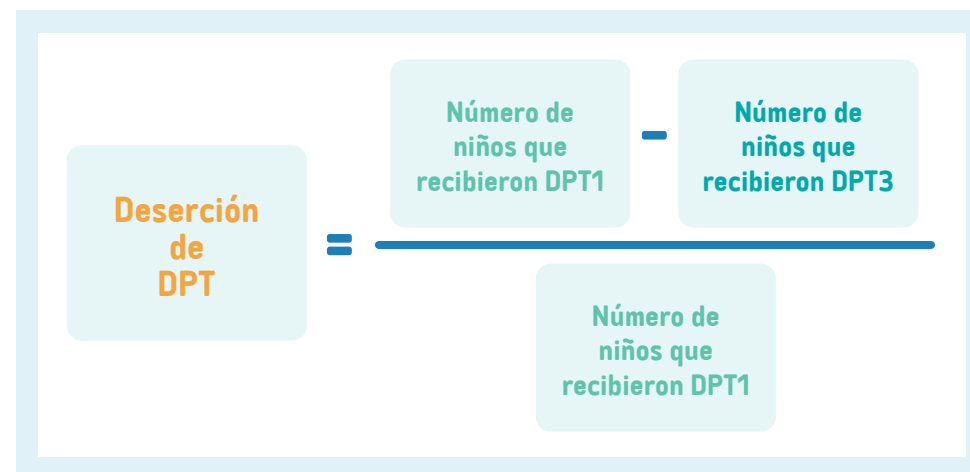 Deserción
de
DPT
=
Número de
niños que
recibieron DPT1
-
Número de
niños que
recibieron DPT3
Número de
niños que
recibieron DPT1